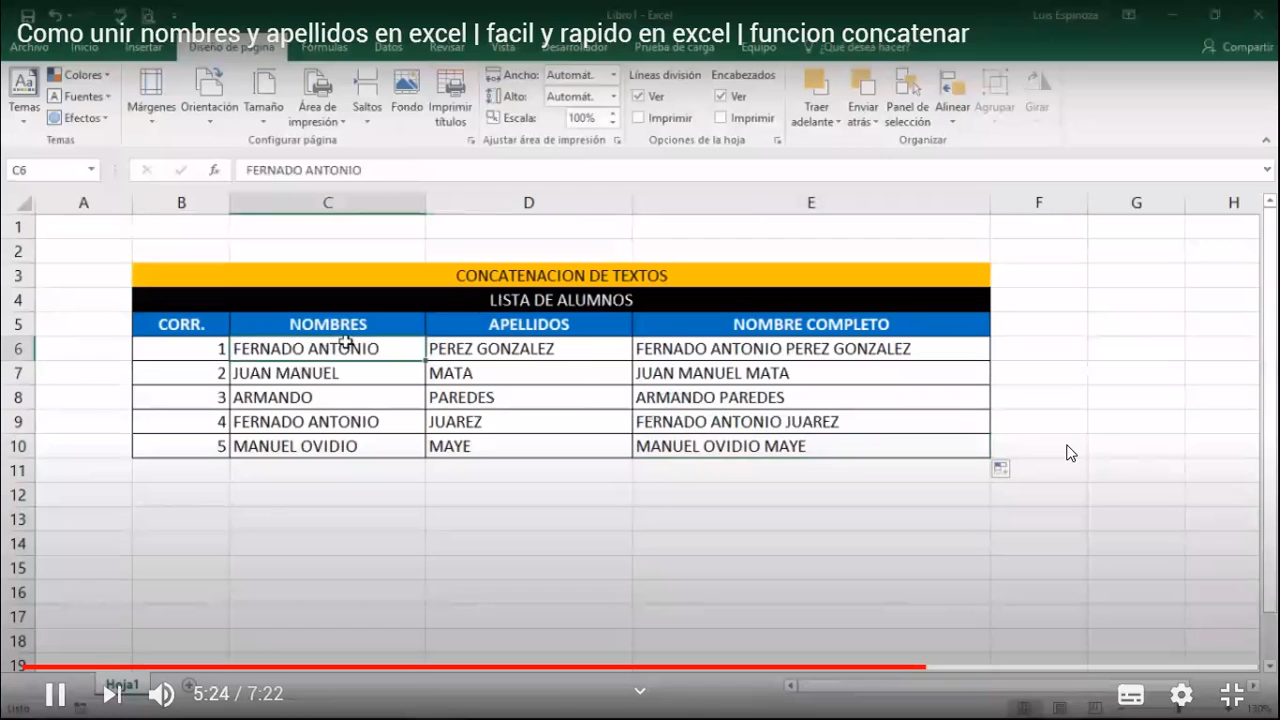 Libro1 - Excel
Luis Espinoza
Como unir nombres y apellidos en excel | facil y rapido en excel | funcion concatenar
Archivo Inicio Insertar Diseño de página Fórmulas Datos Revisar Vista Desarrollador Prueba de carga Equipo ¿Qué desea hacer? Compartir
Aa Colores Ancho: Automát. Líneas división Encabezados
Fuentes Alto: Automát. Ver Ver
Temas Efectos Márgenes Orientación Tamaño Área de impresión Saltos Fondo Imprimir títulos Escala: 100% Imprimir Imprimir Traer adelante Enviar atrás Panel de selección Alinear Agrupar Girar
Temas Configurar página Ajustar área de impresión Opciones de la hoja Organizar
C6 fx FERNADO ANTONIO
A B C D E F G H
1
2
3 CONCATENACION DE TEXTOS
4 LISTA DE ALUMNOS
5 CORR. NOMBRES APELLIDOS NOMBRE COMPLETO
6 1 FERNADO ANTONIO PEREZ GONZALEZ FERNADO ANTONIO PEREZ GONZALEZ
7 2 JUAN MANUEL MATA JUAN MANUEL MATA
8 3 ARMANDO PAREDES ARMANDO PAREDES
9 4 FERNADO ANTONIO JUAREZ FERNADO ANTONIO JUAREZ
10 5 MANUEL OVIDIO MAYE MANUEL OVIDIO MAYE
11
12
13
14
15
16
17
18
19
Hoja1
5:24 / 7:22
Listo 130%